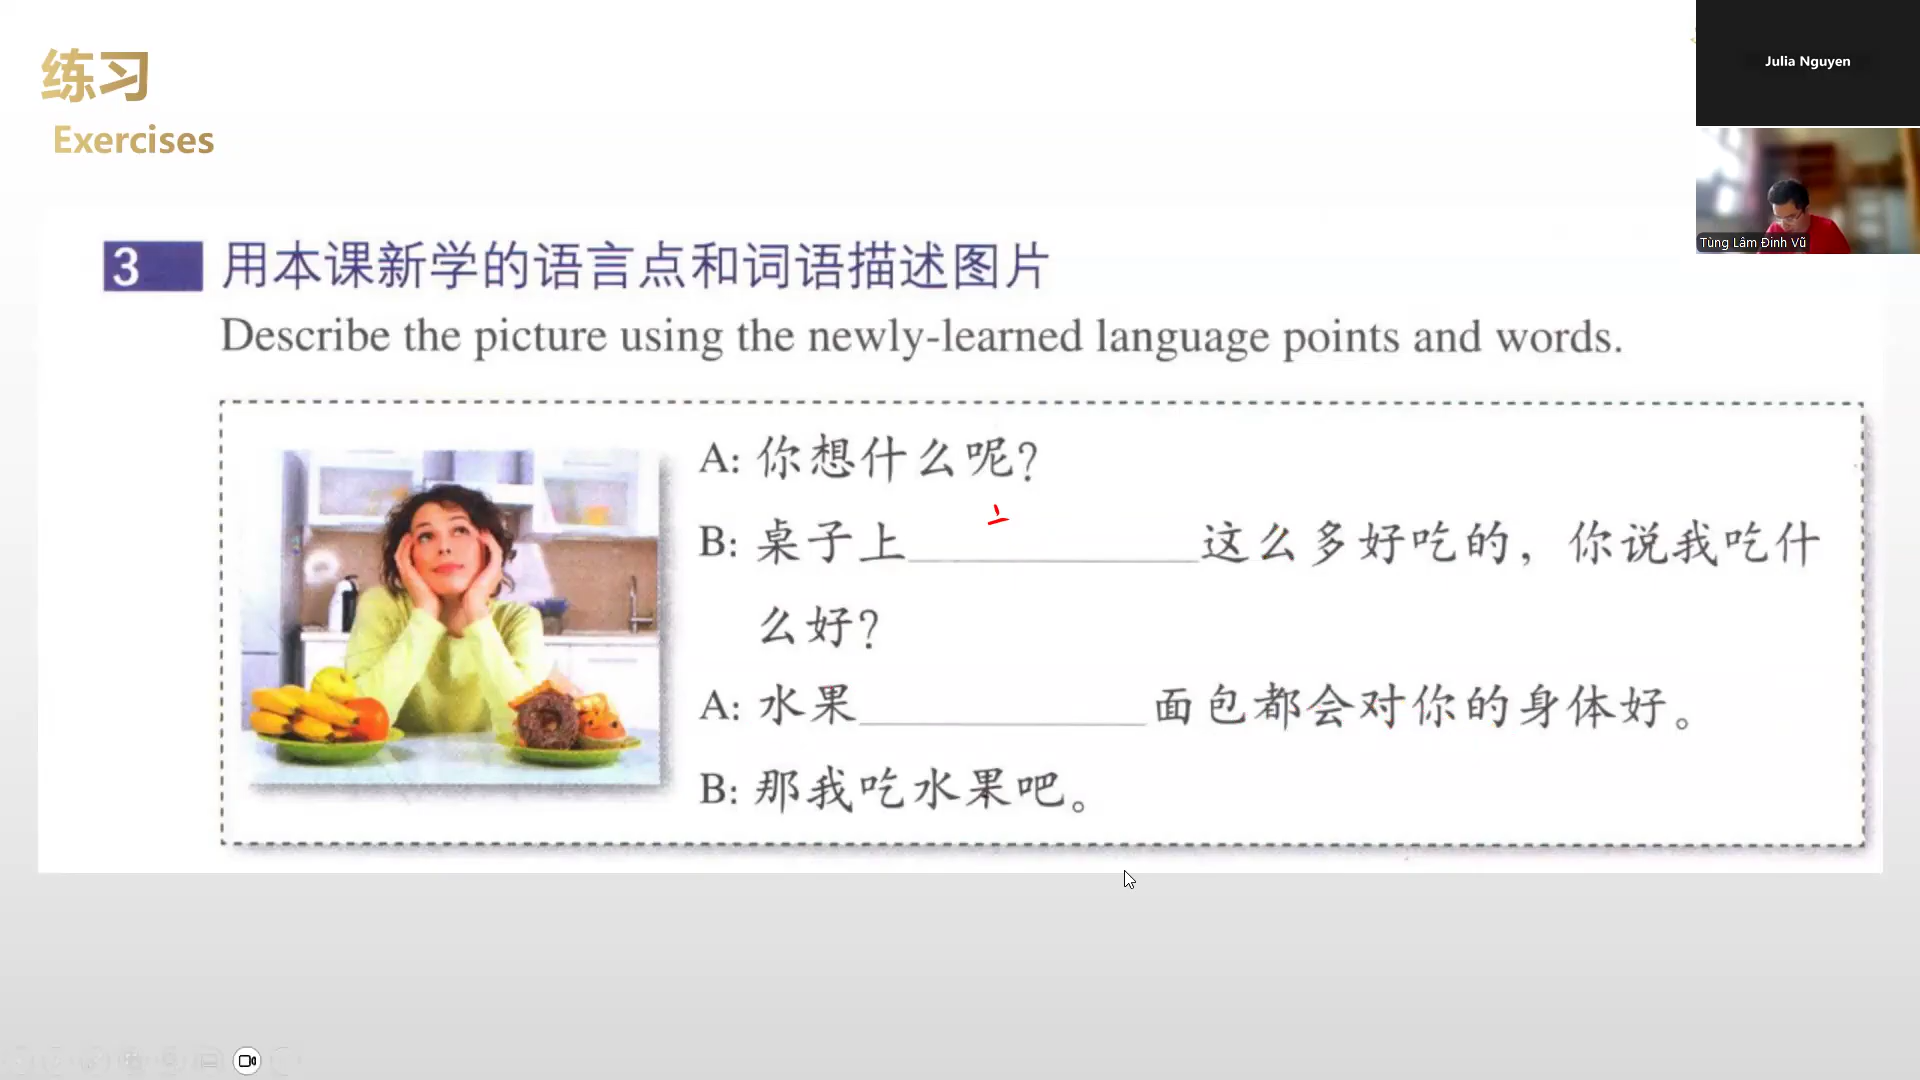 练习
Exercises
Julia Nguyen
Tùng Lâm Đinh Vũ
3 用本课新学的语言点和词语描述图片
Describe the picture using the newly-learned language points and words.
A: 你想什么呢?
B: 桌子上____________这么多好吃的，你说我吃什
么好?
A: 水果____________面包都会对你的身体好。
B: 那我吃水果吧。